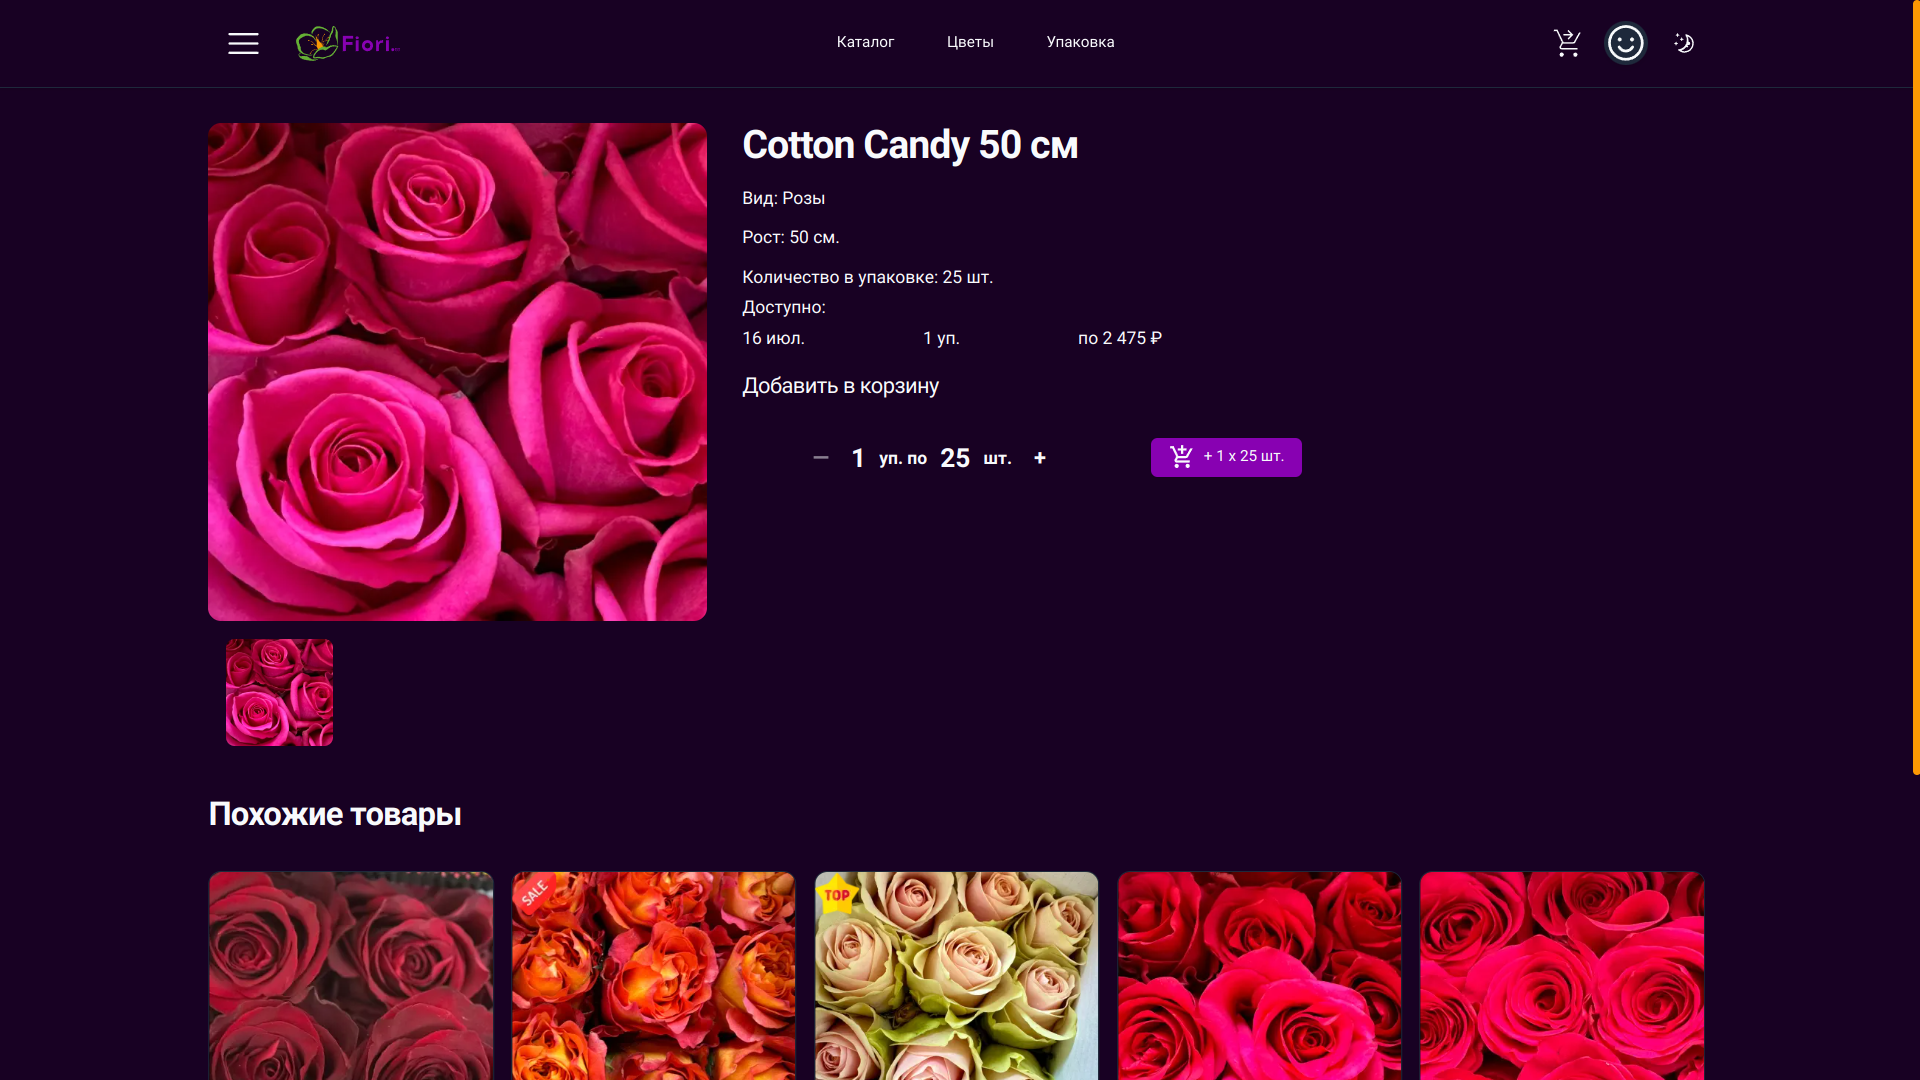 Fiori
Каталог
Цветы
Упаковка
Cotton Candy 50 см
Вид: Розы
Рост: 50 см.
Количество в упаковке: 25 шт.
Доступно:
16 июл. 1 уп. по 2 475 ₽
Добавить в корзину
— 1 уп. по 25 шт. +
+ 1 x 25 шт.
Похожие товары
SALE
TOP